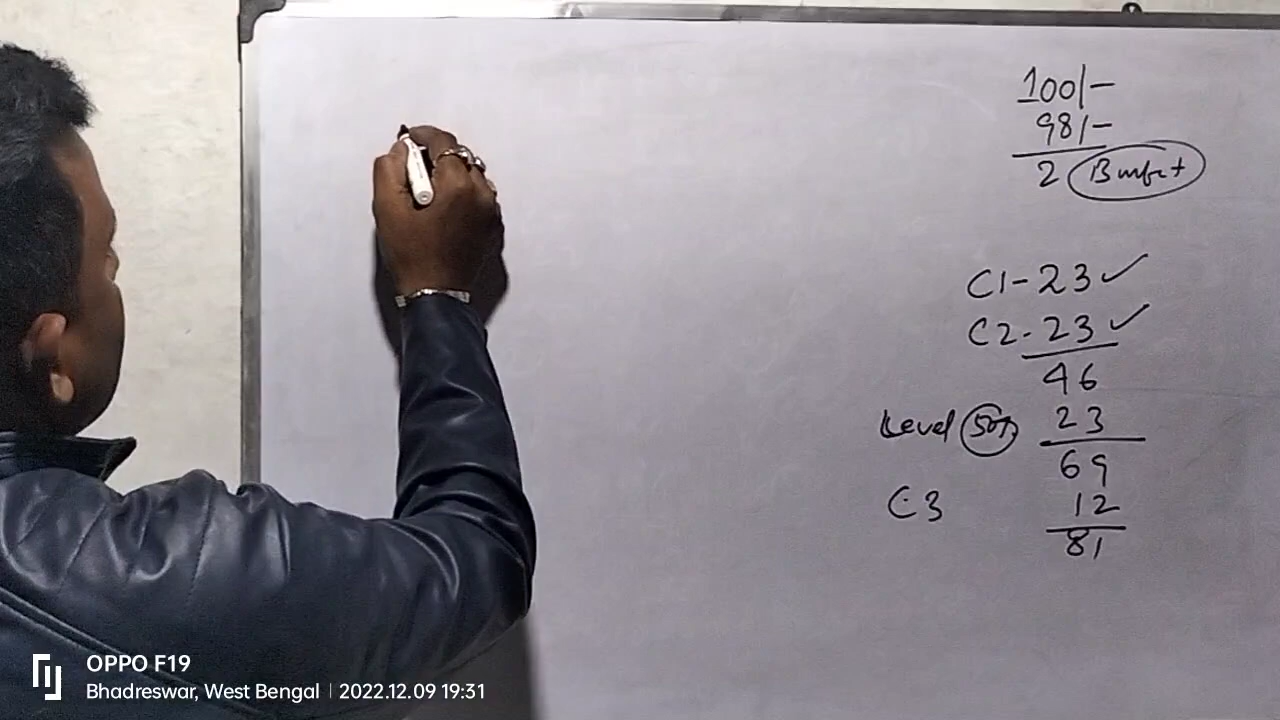 100/-
98/-
2
C1-23✓
C2-23✓
46
Level 23
69
C3 12
81
OPPO F19
Bhadreswar, West Bengal | 2022.12.09 19:31